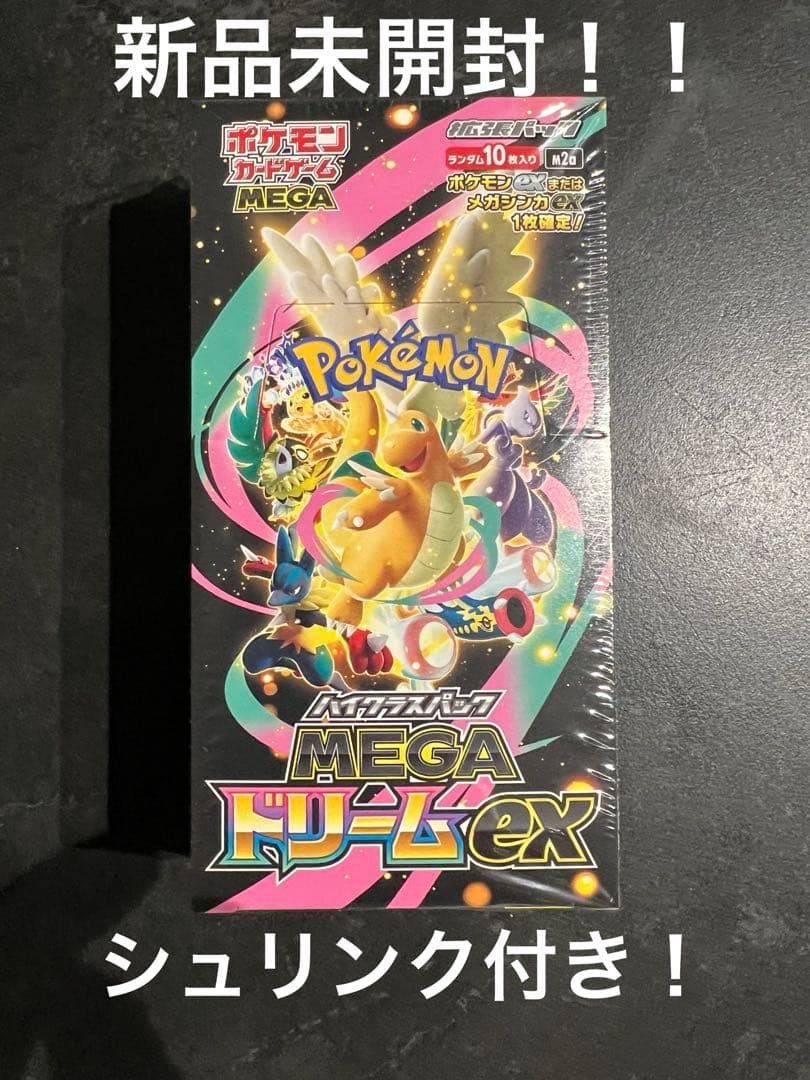 新品未開封！！
拡張パック
ポケモン
カードゲーム
MEGA
ランダム10枚入り M2a
ポケモンexまたは
メガシンカex
1枚確定！
POKéMON
ハイクラスパック
MEGA
ドリームex
シュリンク付き！